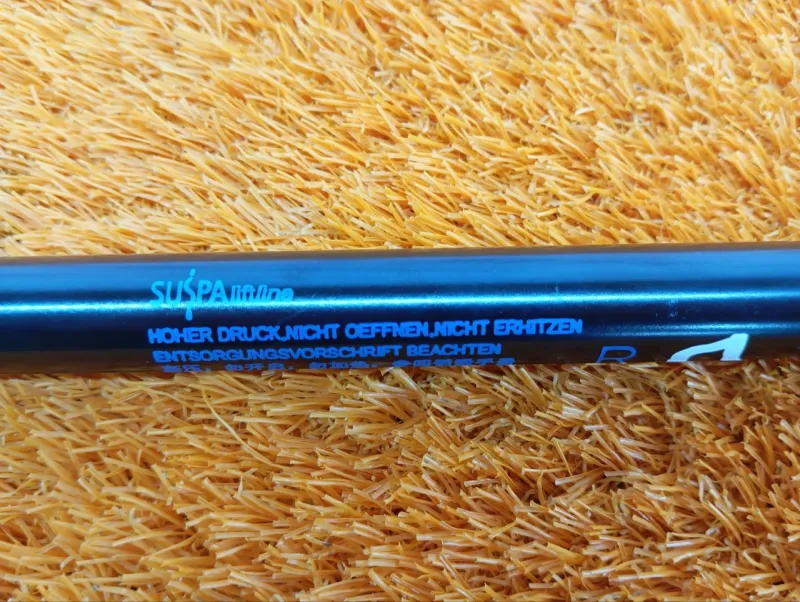 SUSPA liftline
HOHER DRUCK,NICHT OEFFNEN,NICHT ERHITZEN
ENTSORGUNGSVORSCHRIFT BEACHTEN
R